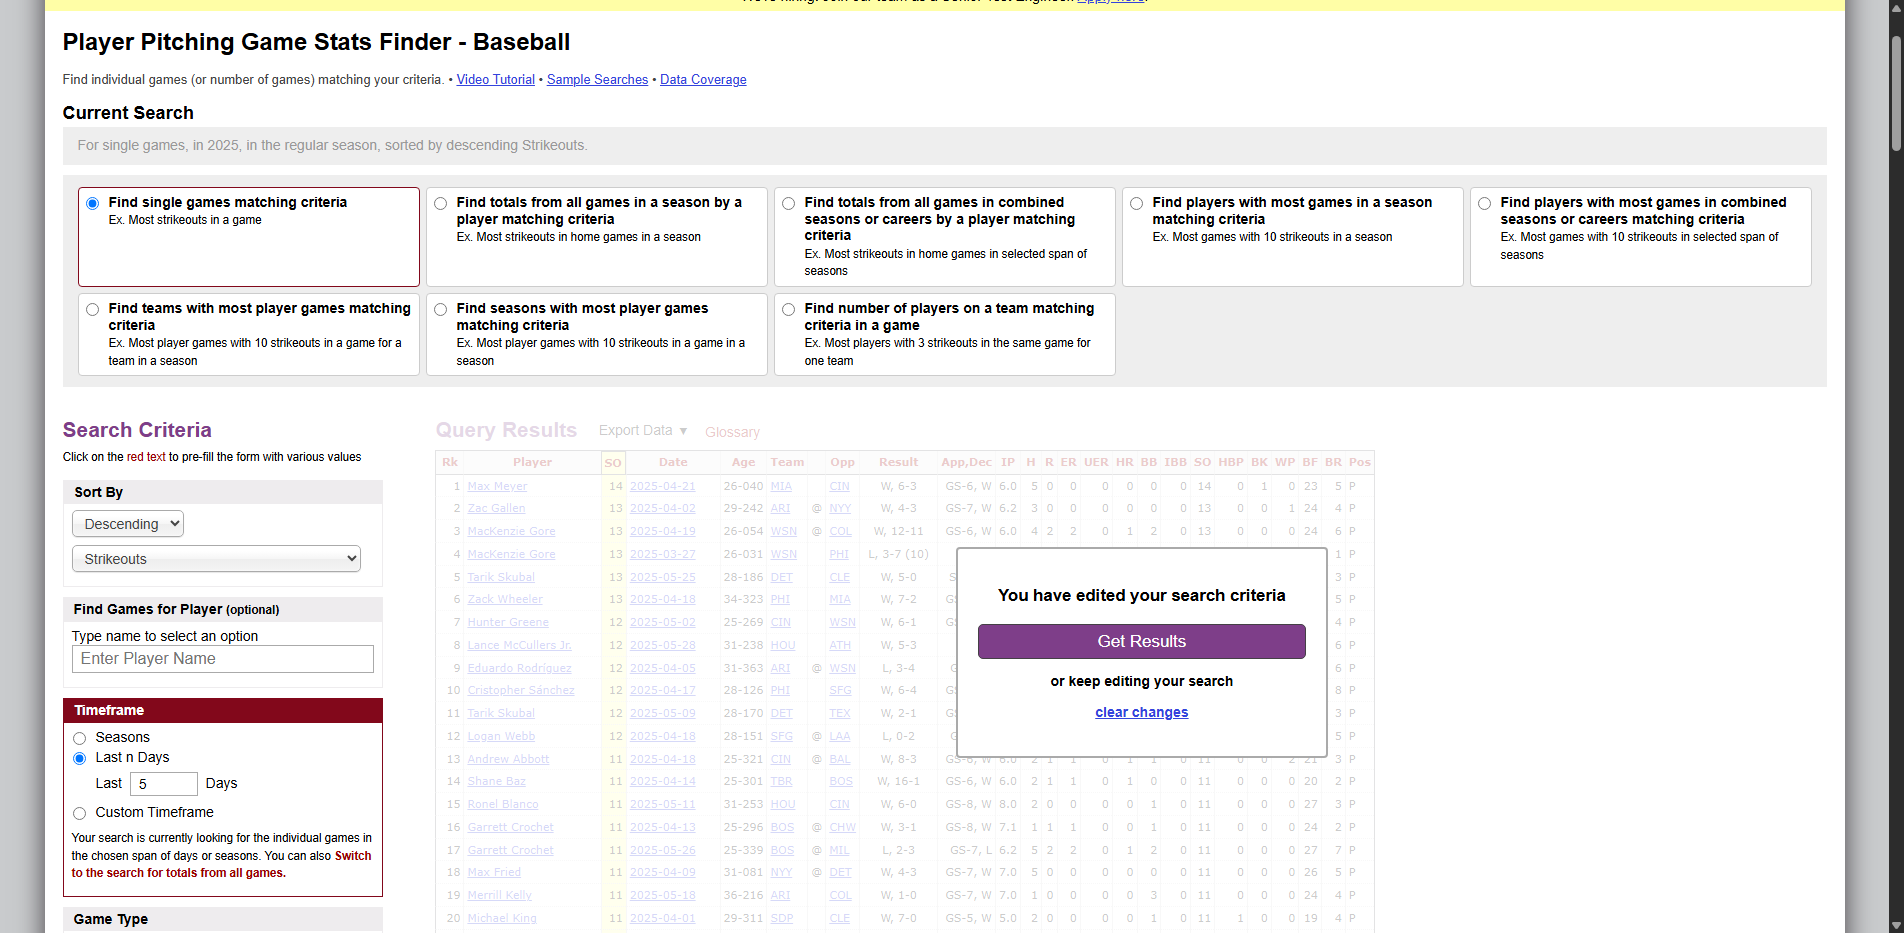 Player Pitching Game Stats Finder - Baseball
Find individual games (or number of games) matching your criteria. • Video Tutorial • Sample Searches • Data Coverage
Current Search
For single games, in 2025, in the regular season, sorted by descending Strikeouts.
Find single games matching criteria
Ex. Most strikeouts in a game
Find totals from all games in a season by a
player matching criteria
Ex. Most strikeouts in home games in a season
Find totals from all games in combined
seasons or careers by a player matching
criteria
Ex. Most strikeouts in home games in selected span of
seasons
Find players with most games in a season
matching criteria
Ex. Most games with 10 strikeouts in a season
Find players with most games in combined
seasons or careers matching criteria
Ex. Most games with 10 strikeouts in selected span of
seasons
Find teams with most player games matching
criteria
Ex. Most player games with 10 strikeouts in a game for a
team in a season
Find seasons with most player games
matching criteria
Ex. Most player games with 10 strikeouts in a game in a
season
Find number of players on a team matching
criteria in a game
Ex. Most players with 3 strikeouts in the same game for
one team
Search Criteria
Click on the red text to pre-fill the form with various values
Sort By
Descending
Strikeouts
Find Games for Player (optional)
Type name to select an option
Enter Player Name
Timeframe
Seasons
Last n Days
Last 5 Days
Custom Timeframe
Your search is currently looking for the individual games in
the chosen span of days or seasons. You can also Switch
to the search for totals from all games.
Game Type
Query Results Export Data ▼ Glossary
Rk Player SO Date Age Team Opp Result App,Dec IP H R ER UER HR BB IBB SO HBP BK WP BF BR Pos
1 Max Meyer 14 2025-04-21 26-040 MIA CIN W, 6-3 GS-6, W 6.0 5 0 0 0 0 0 0 14 0 1 0 23 5 P
2 Zac Gallen 13 2025-04-02 29-242 ARI @ NYY W, 4-3 GS-7, W 6.2 3 0 0 0 0 0 0 13 0 0 1 24 4 P
3 MacKenzie Gore 13 2025-04-19 26-054 WSN @ COL W, 12-11 GS-6, W 6.0 4 2 2 0 1 2 0 13 0 0 0 24 6 P
4 MacKenzie Gore 13 2025-03-27 26-031 WSN PHI L, 3-7 (10) 1 P
5 Tarik Skubal 13 2025-05-25 28-186 DET CLE W, 5-0 3 P
6 Zack Wheeler 13 2025-04-18 34-323 PHI MIA W, 7-2 5 P
7 Hunter Greene 12 2025-05-02 25-269 CIN WSN W, 6-1 4 P
8 Lance McCullers Jr. 12 2025-05-28 31-238 HOU ATH W, 5-3 6 P
9 Eduardo Rodríguez 12 2025-04-05 31-363 ARI @ WSN L, 3-4 6 P
10 Cristopher Sánchez 12 2025-04-17 28-126 PHI SFG W, 6-4 8 P
11 Tarik Skubal 12 2025-05-09 28-170 DET TEX W, 2-1 3 P
12 Logan Webb 12 2025-04-18 28-151 SFG @ LAA L, 0-2 5 P
13 Andrew Abbott 11 2025-04-18 25-321 CIN @ BAL W, 8-3 GS-6, W 6.0 2 1 1 0 1 1 0 11 0 0 2 21 3 P
14 Shane Baz 11 2025-04-14 25-301 TBR BOS W, 16-1 GS-6, W 6.0 2 1 1 0 1 0 0 11 0 0 0 20 2 P
15 Ronel Blanco 11 2025-05-11 31-253 HOU CIN W, 6-0 GS-8, W 8.0 2 0 0 0 0 1 0 11 0 0 0 27 3 P
16 Garrett Crochet 11 2025-04-13 25-296 BOS @ CHW W, 3-1 GS-8, W 7.1 1 1 1 0 0 1 0 11 0 0 0 24 2 P
17 Garrett Crochet 11 2025-05-26 25-339 BOS @ MIL L, 2-3 GS-7, L 6.2 5 2 2 0 1 2 0 11 0 0 0 27 7 P
18 Max Fried 11 2025-04-09 31-081 NYY @ DET W, 4-3 GS-7, W 7.0 5 0 0 0 0 0 0 11 0 0 0 26 5 P
19 Merrill Kelly 11 2025-05-18 36-216 ARI COL W, 1-0 GS-7, W 7.0 1 0 0 0 0 3 0 11 0 0 0 24 4 P
20 Michael King 11 2025-04-01 29-311 SDP CLE W, 7-0 GS-5, W 5.0 2 0 0 0 0 1 0 11 1 0 0 19 4 P
You have edited your search criteria
Get Results
or keep editing your search
clear changes